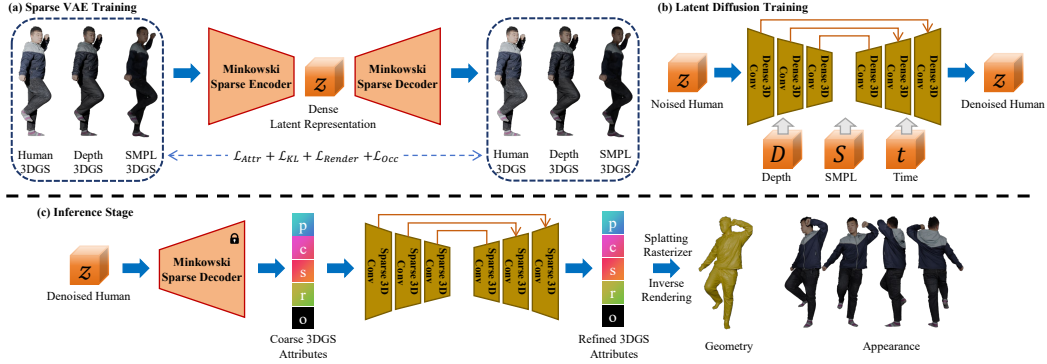 (a) Sparse VAE Training
Human 3DGS
Depth 3DGS
SMPL 3DGS
Minkowski Sparse Encoder
z
Dense
Latent Representation
Minkowski Sparse Decoder
Human 3DGS
Depth 3DGS
SMPL 3DGS
ℒAttr + ℒKL + ℒRender +ℒOcc
(b) Latent Diffusion Training
z
Noised Human
Dense 3D Conv
Dense 3D Conv
Dense 3D Conv
Dense 3D Conv
Dense 3D Conv
Dense 3D Conv
z
Denoised Human
D
Depth
S
SMPL
t
Time
(c) Inference Stage
z
Denoised Human
Minkowski
Sparse Decoder
p
c
s
r
o
Coarse 3DGS
Attributes
Sparse 3D Conv
Sparse 3D Conv
Sparse 3D Conv
Sparse 3D Conv
Sparse 3D Conv
Sparse 3D Conv
p
c
s
r
o
Refined 3DGS
Attributes
Splatting
Rasterizer
Inverse
Rendering
Geometry
Appearance